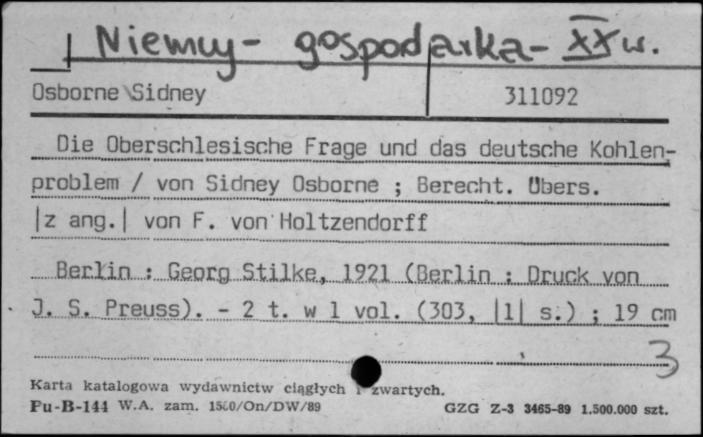 Niemcy - gospodarka - XX w.
Osborne Sidney 311092
Die Oberschlesische Frage und das deutsche Kohlen-
problem / von Sidney Osborne ; Berecht. Übers.
|z ang.| von F. von Holtzendorff
Berlin : Georg Stilke, 1921 (Berlin : Druck von
J. S. Preuss). - 2 t. w 1 vol. (303, |1| s.) ; 19 cm
3
Karta katalogowa wydawnictw ciągłych i zwartych.
Pu-B-144 W.A. zam. /On/DW/89 GZG Z-3 3465-89 1.500.000 szt.